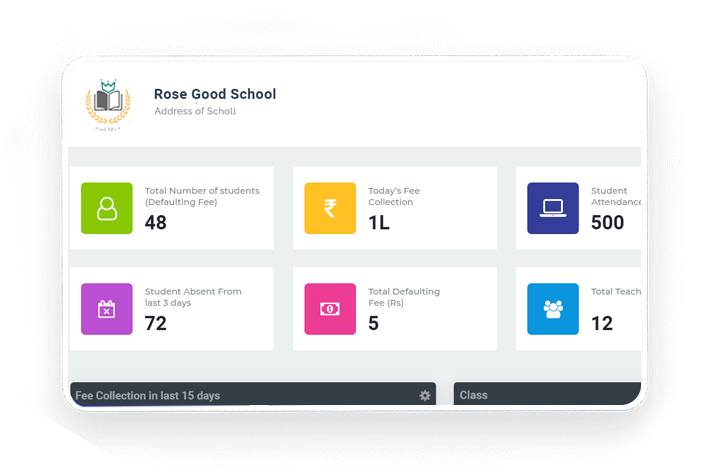 Rose Good School
Address of Scholl
Total Number of students
(Defaulting Fee)
48
Today's Fee
Collection
1L
Student
Attendance
500
Student Absent From
last 3 days
72
Total Defaulting
Fee (Rs)
5
Total Teach
12
Fee Collection in last 15 days
Class